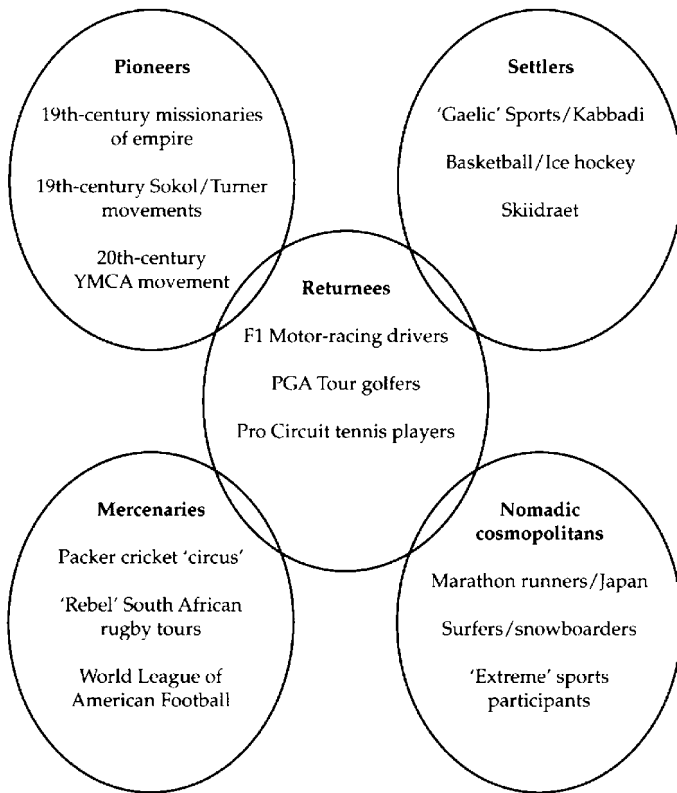 Pioneers
19th-century missionaries
of empire
19th-century Sokol/Turner
movements
20th-century
YMCA movement
Settlers
'Gaelic' Sports/Kabbadi
Basketball/Ice hockey
Skiidraet
Returnees
F1 Motor-racing drivers
PGA Tour golfers
Pro Circuit tennis players
Mercenaries
Packer cricket 'circus'
'Rebel' South African
rugby tours
World League of
American Football
Nomadic
cosmopolitans
Marathon runners/Japan
Surfers/snowboarders
'Extreme' sports
participants